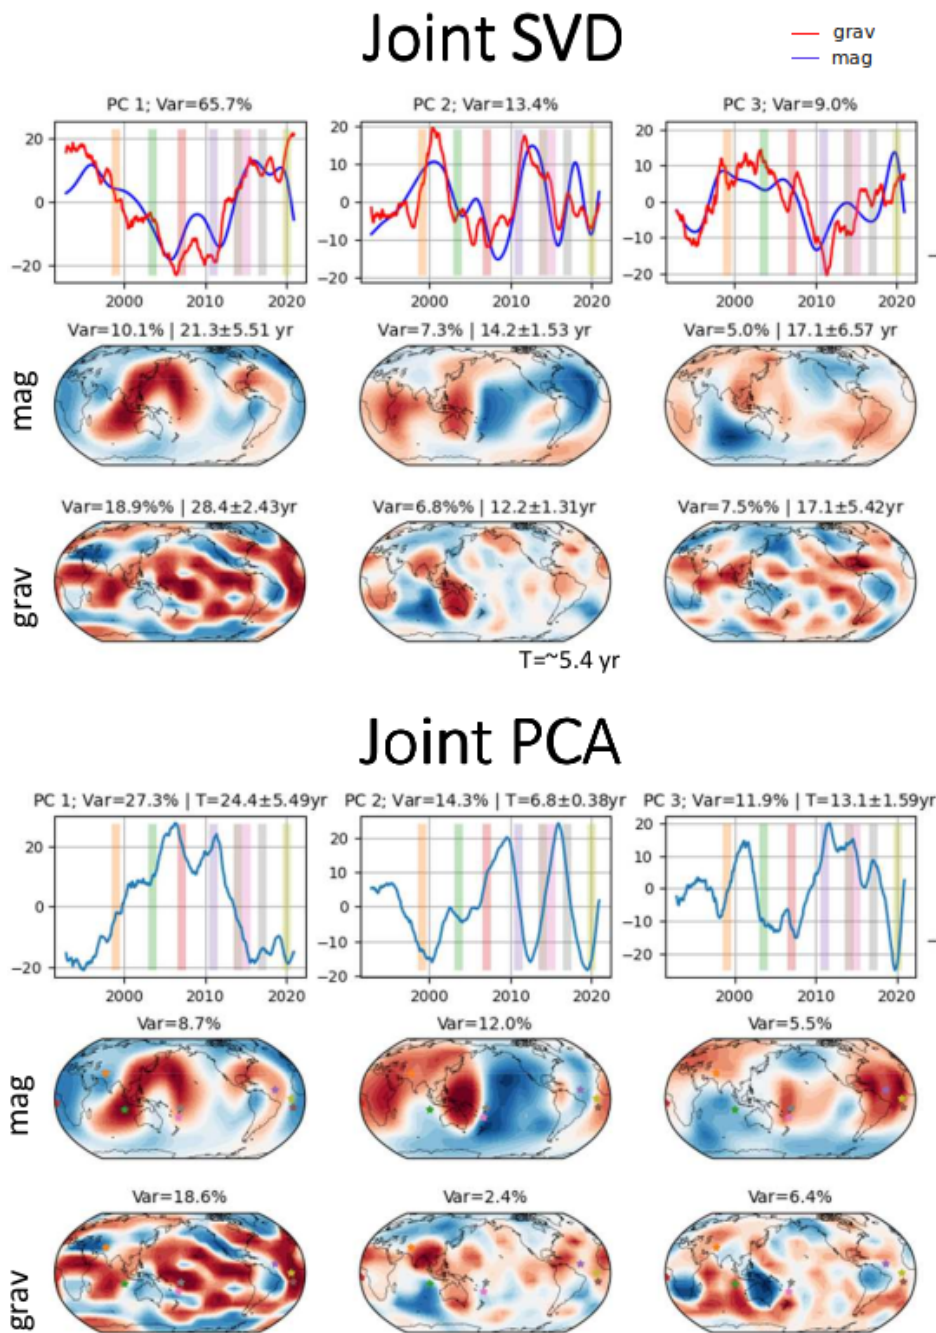 Joint SVD
grav
mag
PC 1; Var=65.7%
PC 2; Var=13.4%
PC 3; Var=9.0%
20
0
−20
2000
2010
2020
20
10
0
−10
−20
2000
2010
2020
10
0
−10
−20
2000
2010
2020
mag
Var=10.1% | 21.3±5.51 yr
Var=7.3% | 14.2±1.53 yr
Var=5.0% | 17.1±6.57 yr
grav
Var=18.9%% | 28.4±2.43yr
Var=6.8%% | 12.2±1.31yr
Var=7.5%% | 17.1±5.42yr
T=~5.4 yr
Joint PCA
PC 1; Var=27.3% | T=24.4±5.49yr
PC 2; Var=14.3% | T=6.8±0.38yr
PC 3; Var=11.9% | T=13.1±1.59yr
20
0
−20
2000
2010
2020
20
10
0
−10
−20
2000
2010
2020
20
10
0
−10
−20
2000
2010
2020
mag
Var=8.7%
Var=12.0%
Var=5.5%
grav
Var=18.6%
Var=2.4%
Var=6.4%